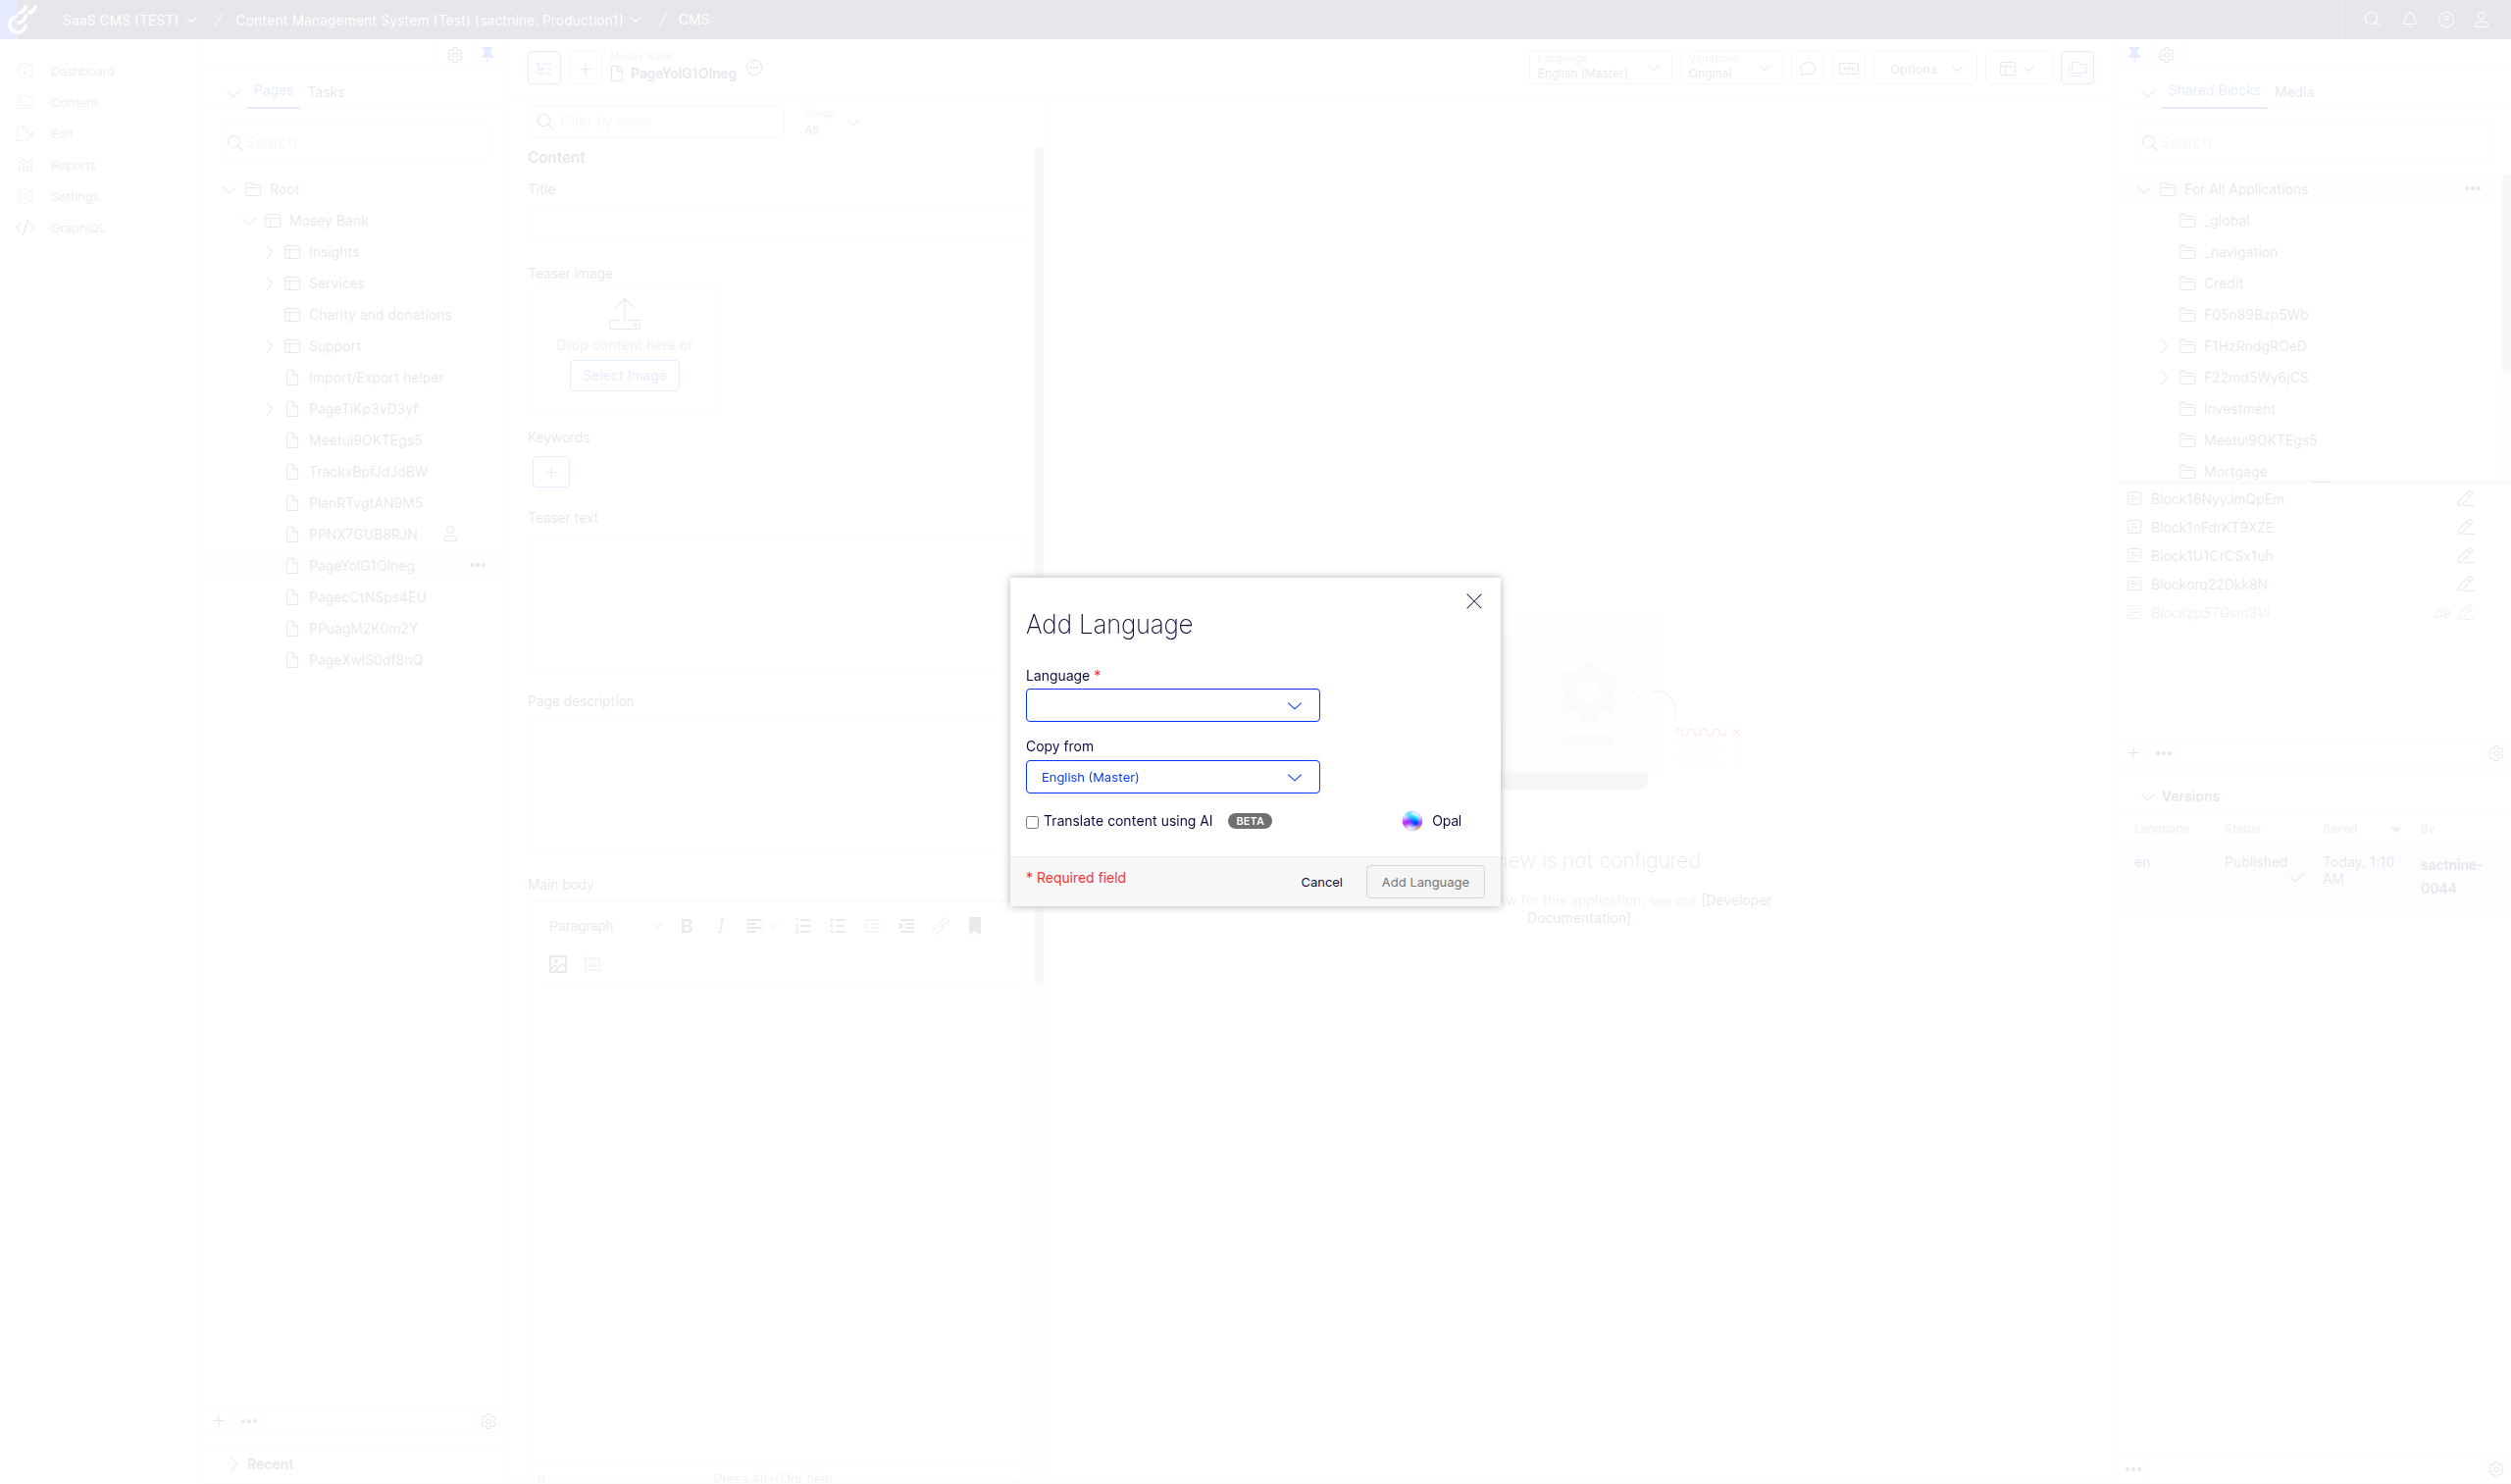 SaaS CMS (TEST) / Content Management System (Test) (sactnine: Production1) / CMS
Dashboard
Content
Edit
Reports
Settings
GraphiQL
Pages Tasks
Search
Root
Mosey Bank
Insights
Services
Charity and donations
Support
Import/Export helper
PageTlKp3vD3yf
Meetui9OKTEgs5
TrackxBpfJdJdBW
PlanRTvgtAN9M5
PPNX7GUB8RJN
PageYolG1Olneg
PagecCtNSps4EU
PPuagM2K0m2Y
PageXwlS0df8nQ
Recent
Mosey Bank
PageYolG1Olneg
Language
English (Master)
Variations
Original
Options
Filter by name
Group
All
Content
Title
Teaser image
Drop content here or
Select Image
Keywords
Teaser text
Page description
Main body
Paragraph
Press Alt+0 for help
Add Language
Language *
Copy from
English (Master)
Translate content using AI BETA Opal
* Required field Cancel Add Language
ew is not configured
w for this application, see our [Developer
Documentation].
Shared Blocks Media
Search
For All Applications
_global
_navigation
Credit
F05n89Bzp5Wb
F1HzRndgROeD
F22md5Wy6jCS
Investment
Meetui9OKTEgs5
Mortgage
Block16NyyJmQpEm
Block1nFdrKT9XZE
Block1U1CrCSx1uh
Blockorq22Dkk8N
Blockzp5TGsm3Vi de
Versions
Language Status Saved By
en Published Today, 1:10 AM sactnine-0044